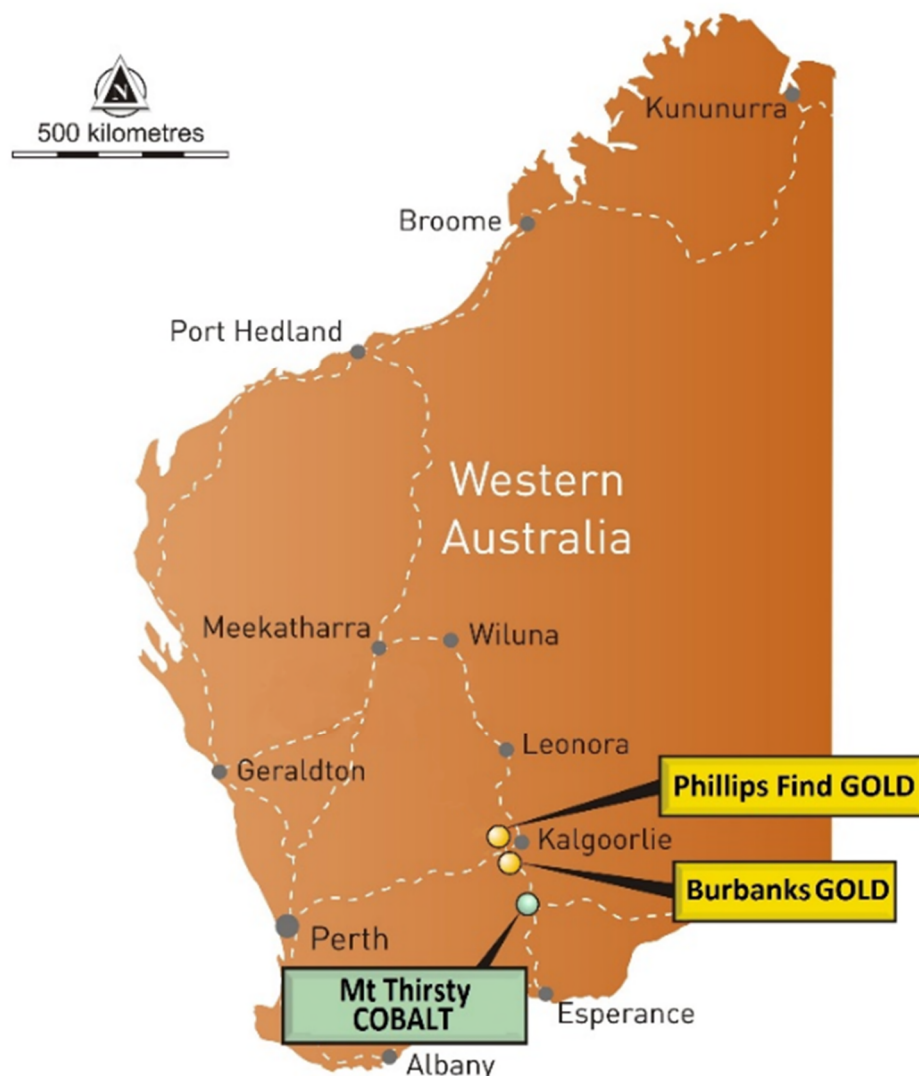 N
500 kilometres
Kununurra
Broome
Port Hedland
Western
Australia
Meekatharra
Wiluna
Leonora
Geraldton
Phillips Find GOLD
Kalgoorlie
Burbanks GOLD
Perth
Mt Thirsty
COBALT
Esperance
Albany